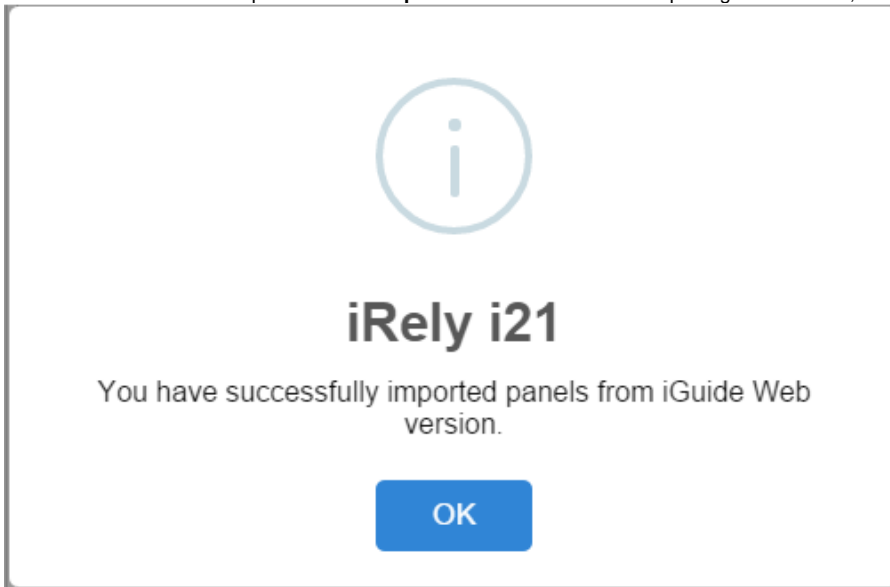 iRely i21
You have successfully imported panels from iGuide Web
version.
OK